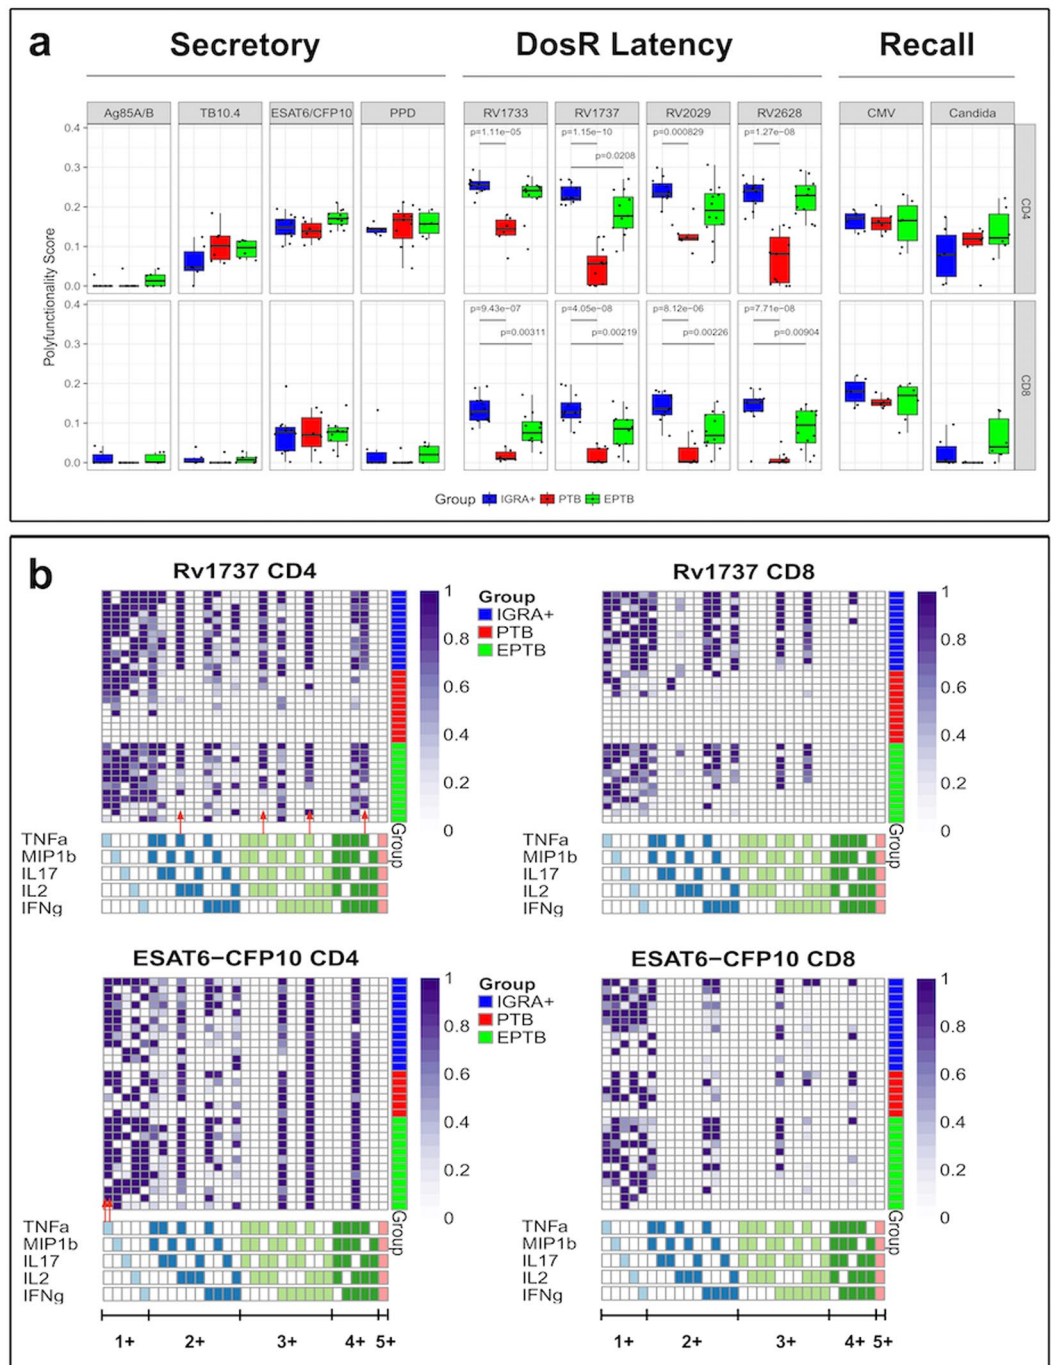 a
Secretory DosR Latency Recall
Ag85A/B TB10.4 ESAT6/CFP10 PPD RV1733 RV1737 RV2029 RV2628 CMV Candida
0.4
p=1.11e−05 p=1.15e−10 p=0.000829 p=1.27e−08
p=0.0208
0.3
0.2
0.1
0.0
CD4
Polyfunctionality Score
0.4
p=9.43e−07 p=4.05e−08 p=8.12e−06 p=7.71e−08
p=0.00311 p=0.00219 p=0.00226 p=0.00904
0.3
0.2
0.1
0.0
CD8
Group IGRA+ PTB EPTB
b
Rv1737 CD4 Rv1737 CD8
1 Group 1
IGRA+
PTB
EPTB
0.8 0.8
0.6 0.6
0.4 0.4
0.2 0.2
0 0
Group Group
TNFa TNFa
MIP1b MIP1b
IL17 IL17
IL2 IL2
IFNg IFNg
ESAT6−CFP10 CD4 ESAT6−CFP10 CD8
1 Group 1
IGRA+
PTB
EPTB
0.8 0.8
0.6 0.6
0.4 0.4
0.2 0.2
0 0
Group Group
TNFa TNFa
MIP1b MIP1b
IL17 IL17
IL2 IL2
IFNg IFNg
1+ 2+ 3+ 4+ 5+ 1+ 2+ 3+ 4+ 5+